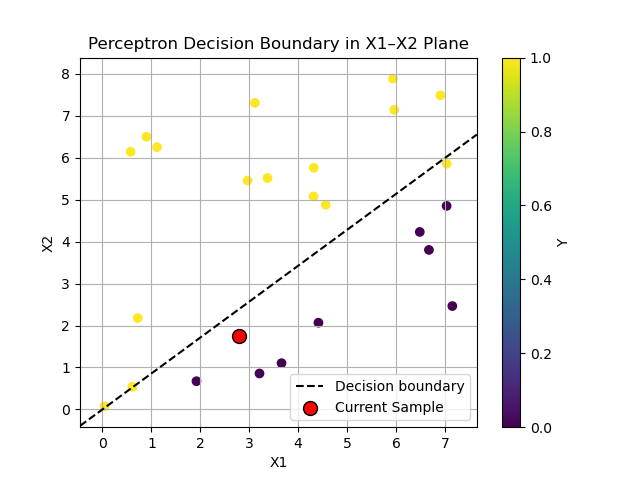 Perceptron Decision Boundary in X1–X2 Plane
8
7
6
5
4
3
2
1
0
X2
0 1 2 3 4 5 6 7
X1
Decision boundary
Current Sample
1.0
0.8
0.6
0.4
0.2
0.0
Y